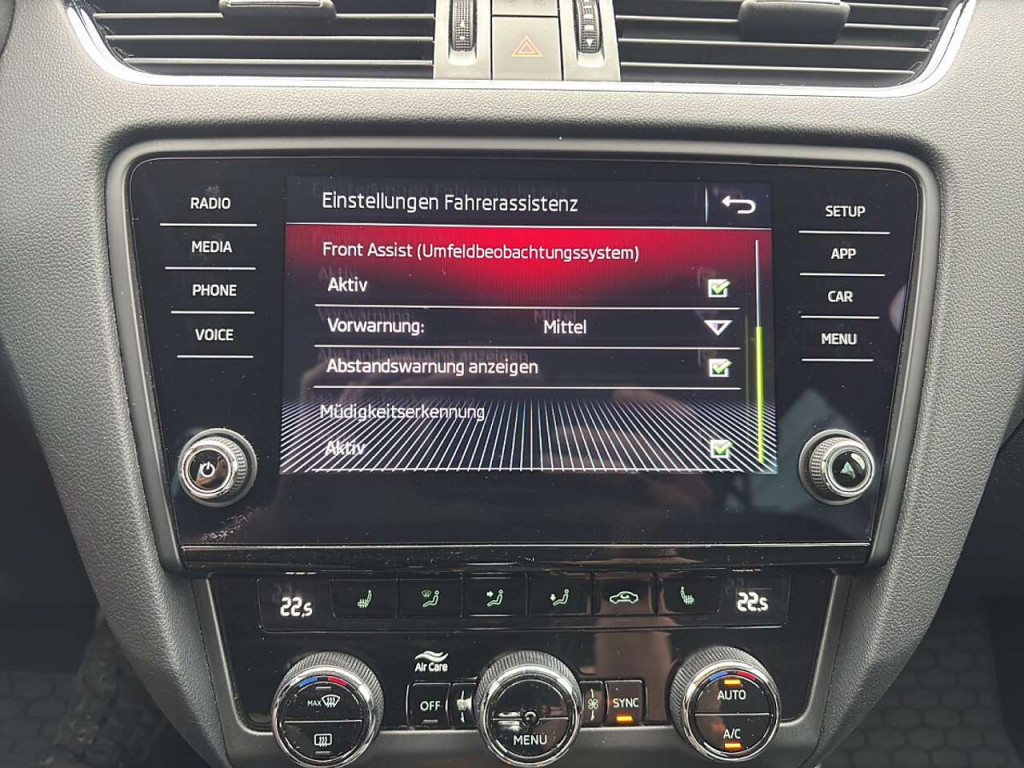 RADIO
MEDIA
PHONE
VOICE
Einstellungen Fahrerassistenz
Front Assist (Umfeldbeobachtungssystem)
Aktiv
Vorwarnung: Mittel
Abstandswarnung anzeigen
Müdigkeitserkennung
Aktiv
SETUP
APP
CAR
MENU
22,5
22,5
Air Care
MAX
OFF
MENU
SYNC
AUTO
A/C